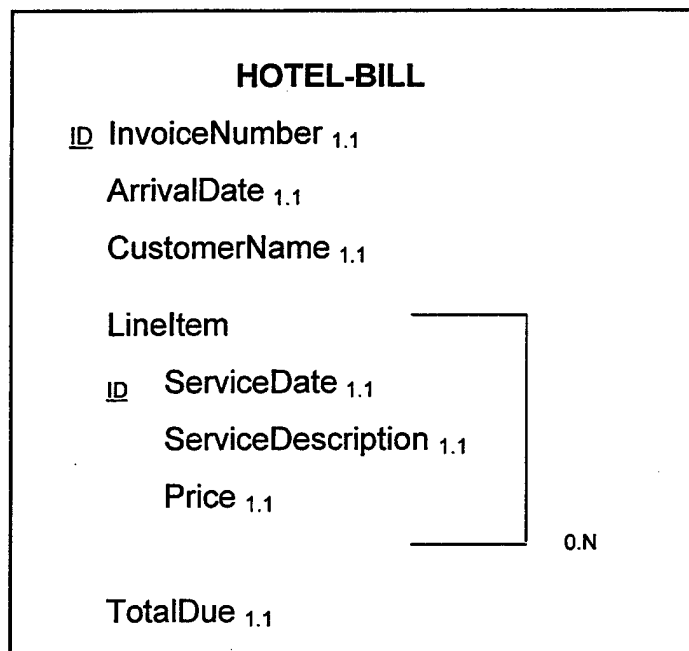 HOTEL-BILL
ID InvoiceNumber 1.1
ArrivalDate 1.1
CustomerName 1.1
LineItem
ID ServiceDate 1.1
ServiceDescription 1.1
Price 1.1
0.N
TotalDue 1.1